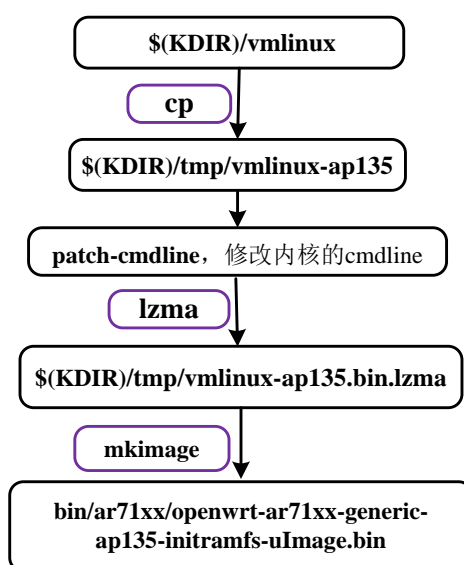 $(KDIR)/vmlinux
cp
$(KDIR)/tmp/vmlinux-ap135
patch-cmdline，修改内核的cmdline
lzma
$(KDIR)/tmp/vmlinux-ap135.bin.lzma
mkimage
bin/ar71xx/openwrt-ar71xx-generic-
ap135-initramfs-uImage.bin